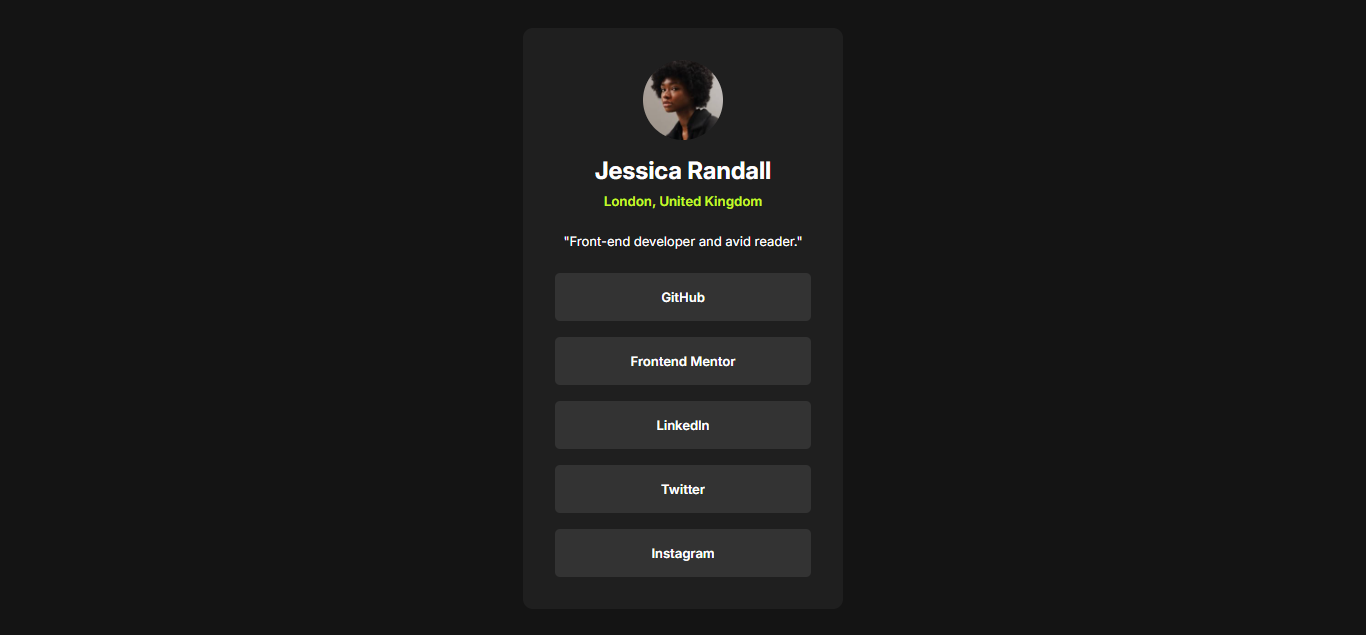 Jessica Randall
London, United Kingdom
"Front-end developer and avid reader."
GitHub
Frontend Mentor
LinkedIn
Twitter
Instagram